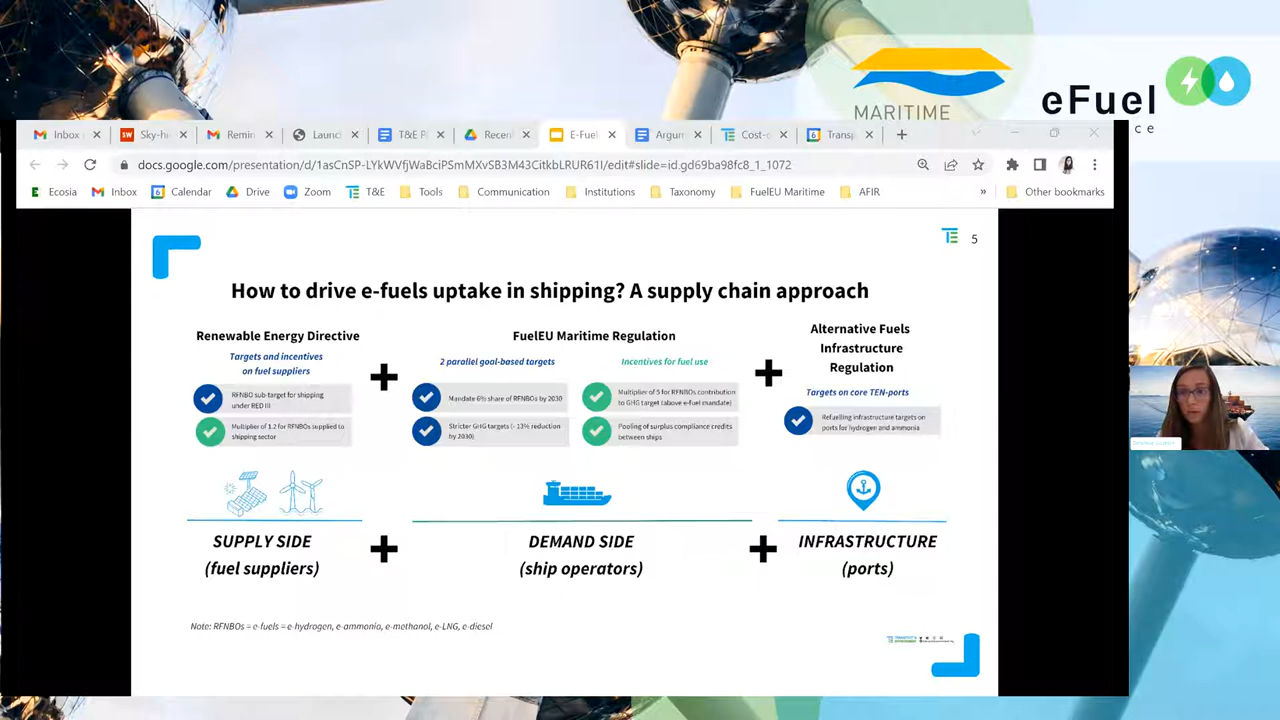 MARITIME
eFuel
ce
Inbox
Sky-hi
Remin
Launc
T&E Pl
Recen
E-Fuel
Argum
Cost-c
Transp
docs.google.com/presentation/d/1asCnSP-LYkWVfjWaBciPSmMXvSB3M43CitkbLRUR61I/edit#slide=id.gd69ba98fc8_1_1072
Ecosia
Inbox
Calendar
Drive
Zoom
T&E
Tools
Communication
Institutions
Taxonomy
FuelEU Maritime
AFIR
»
Other bookmarks
5
How to drive e-fuels uptake in shipping? A supply chain approach
Renewable Energy Directive
Targets and incentives
on fuel suppliers
RFNBO sub-target for shipping
under RED III
Multiplier of 1.2 for RFNBOs supplied to
shipping sector
+
FuelEU Maritime Regulation
2 parallel goal-based targets
Mandate 6% share of RFNBOs by 2030
Stricter GHG targets (- 13% reduction
by 2030)
Incentives for fuel use
Multiplier of 5 for RFNBOs contribution
to GHG target (above e-fuel mandate)
Pooling of surplus compliance credits
between ships
+
Alternative Fuels
Infrastructure
Regulation
Targets on core TEN-ports
Refuelling infrastructure targets on
ports for hydrogen and ammonia
SUPPLY SIDE
(fuel suppliers)
+
DEMAND SIDE
(ship operators)
+
INFRASTRUCTURE
(ports)
Note: RFNBOs = e-fuels = e-hydrogen, e-ammonia, e-methanol, e-LNG, e-diesel